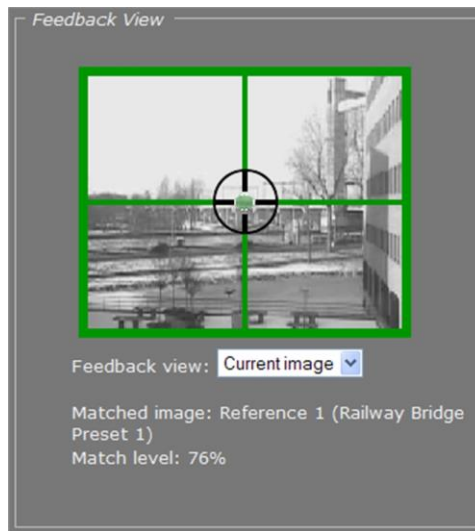 Feedback View
Feedback view: Current image
Matched image: Reference 1 (Railway Bridge
Preset 1)
Match level: 76%